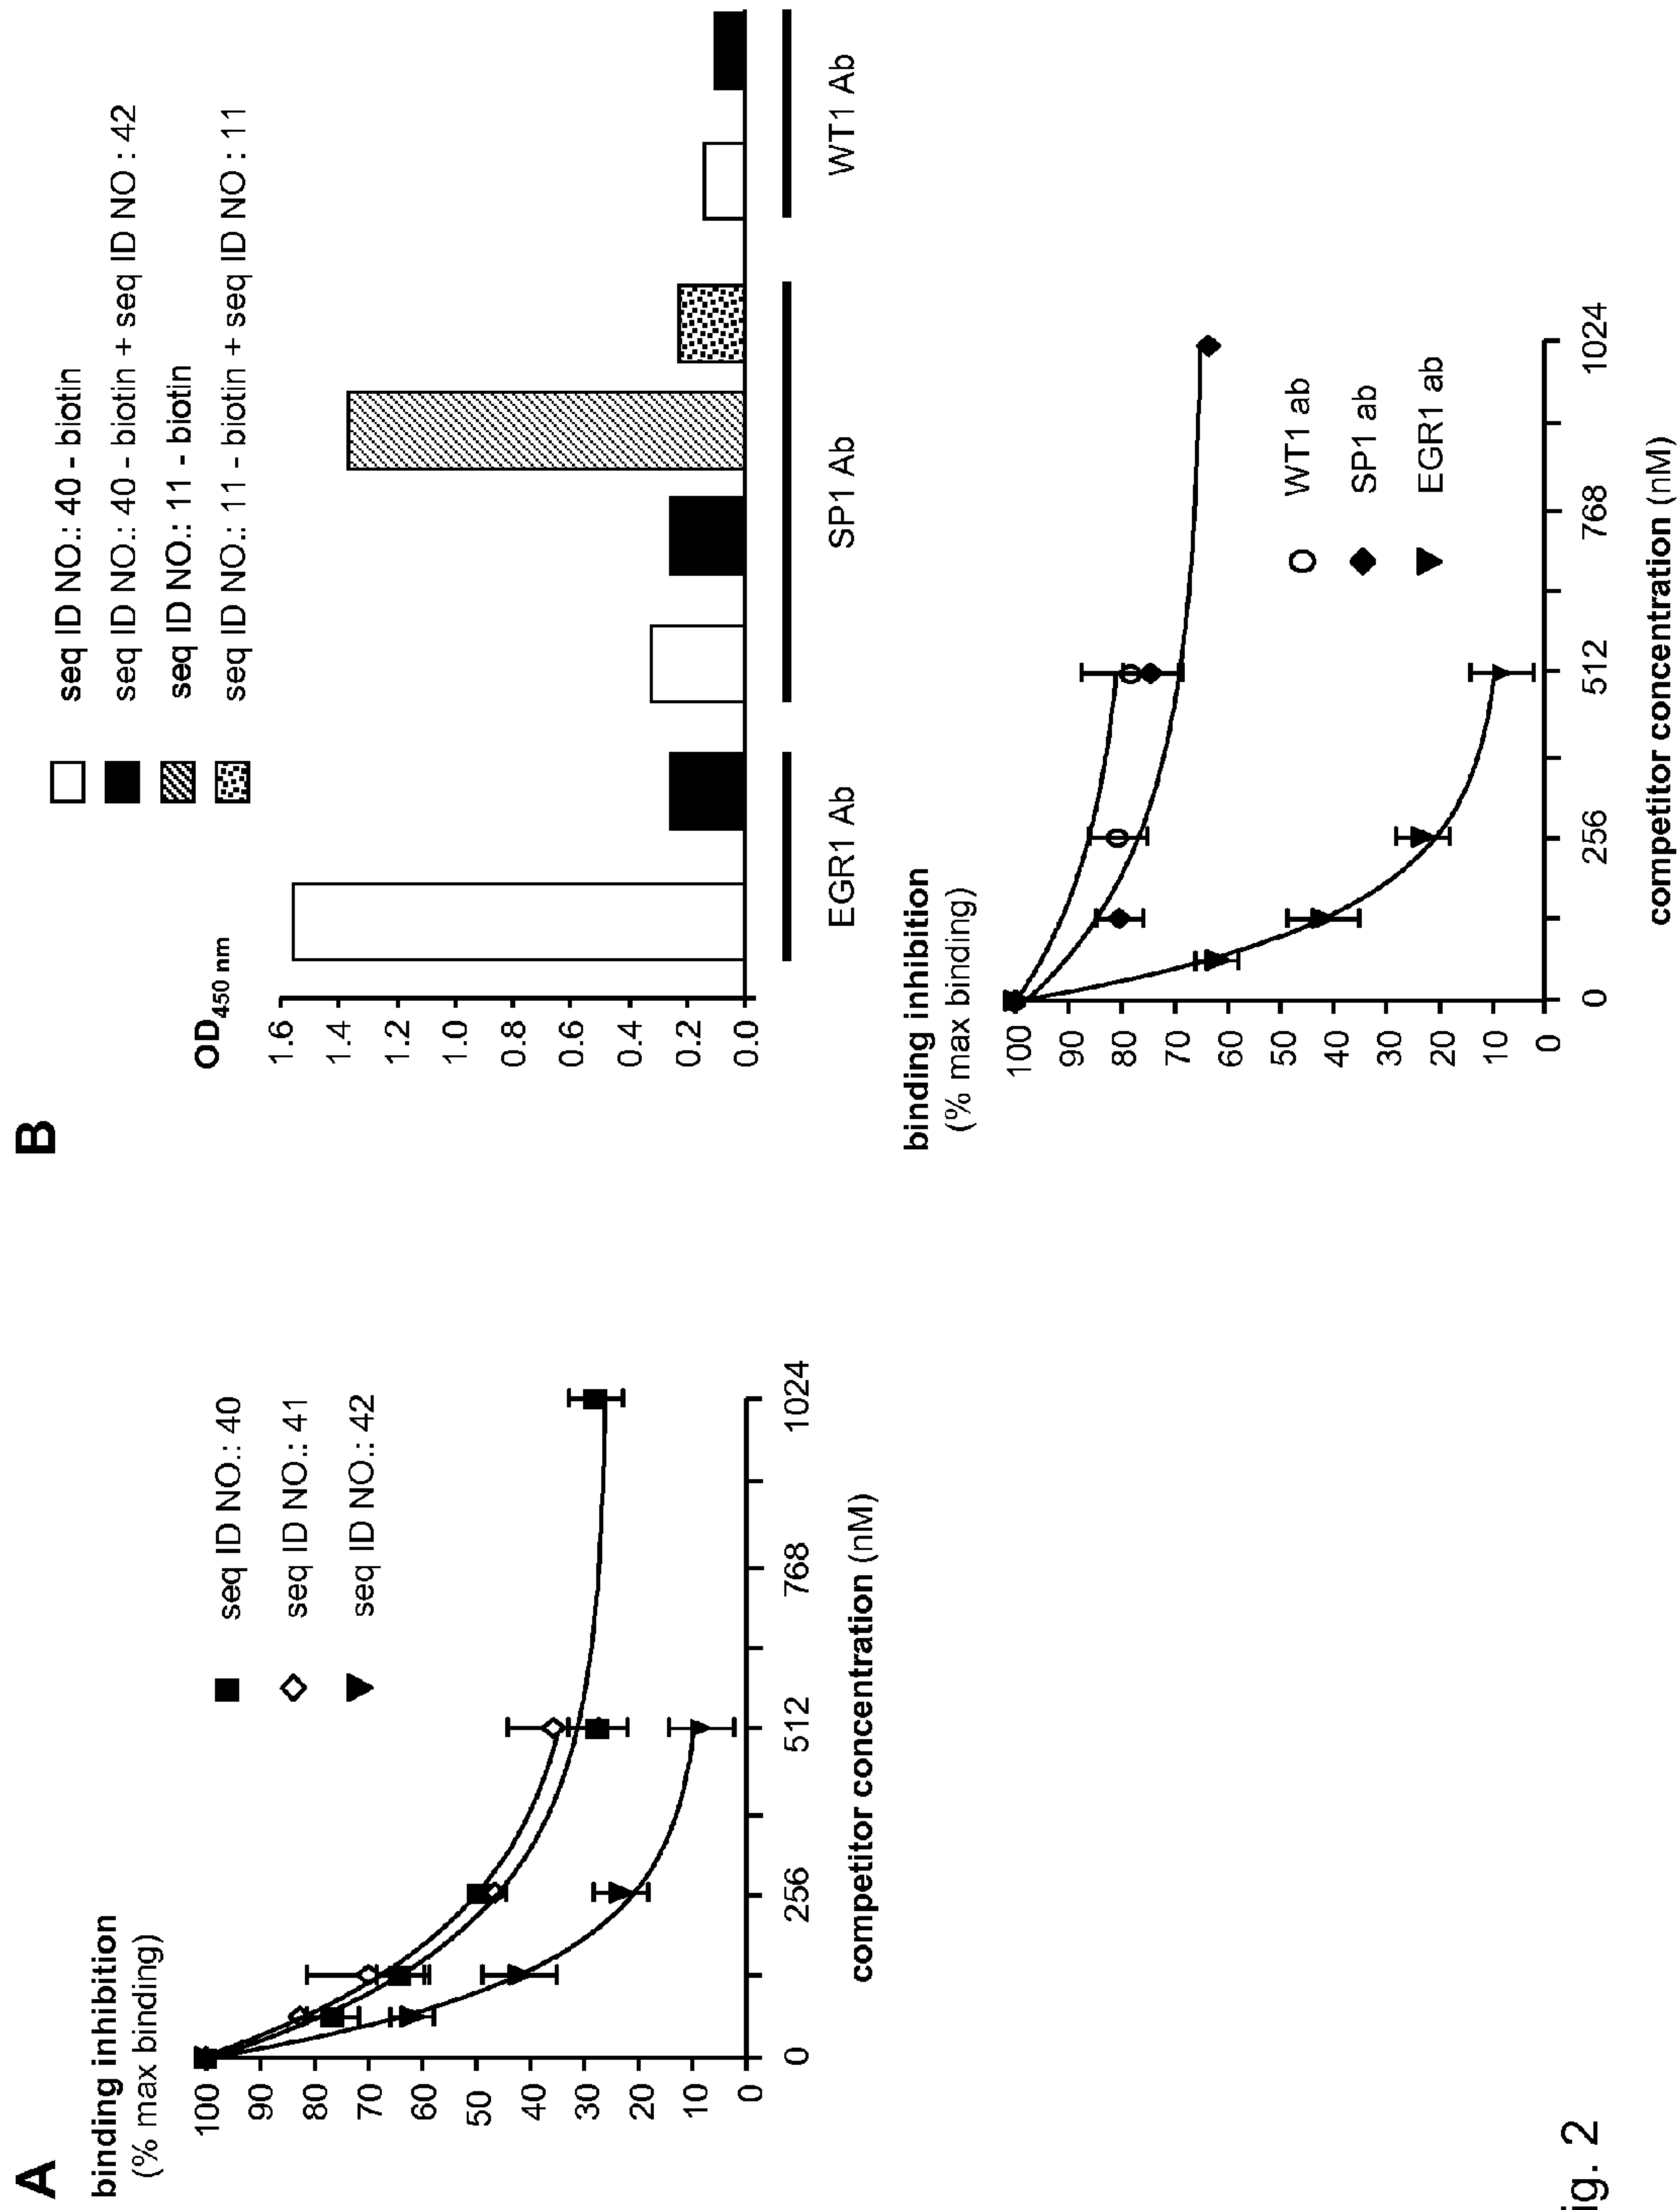 A
binding inhibition
(% max binding)
100
90
80
70
60
50
40
30
20
10
0
0
256
512
768
1024
competitor concentration (nM)
seq ID NO.: 40
seq ID NO.: 41
seq ID NO.: 42
B
seq ID NO.: 40 - biotin
seq ID NO.: 40 - biotin + seq ID NO : 42
seq ID NO.: 11 - biotin
seq ID NO.: 11 - biotin + seq ID NO : 11
OD450 nm
1.6
1.4
1.2
1.0
0.8
0.6
0.4
0.2
0.0
EGR1 Ab
SP1 Ab
WT1 Ab
binding inhibition
(% max binding)
100
90
80
70
60
50
40
30
20
10
0
0
256
512
768
1024
competitor concentration (nM)
WT1 ab
SP1 ab
EGR1 ab
ig. 2